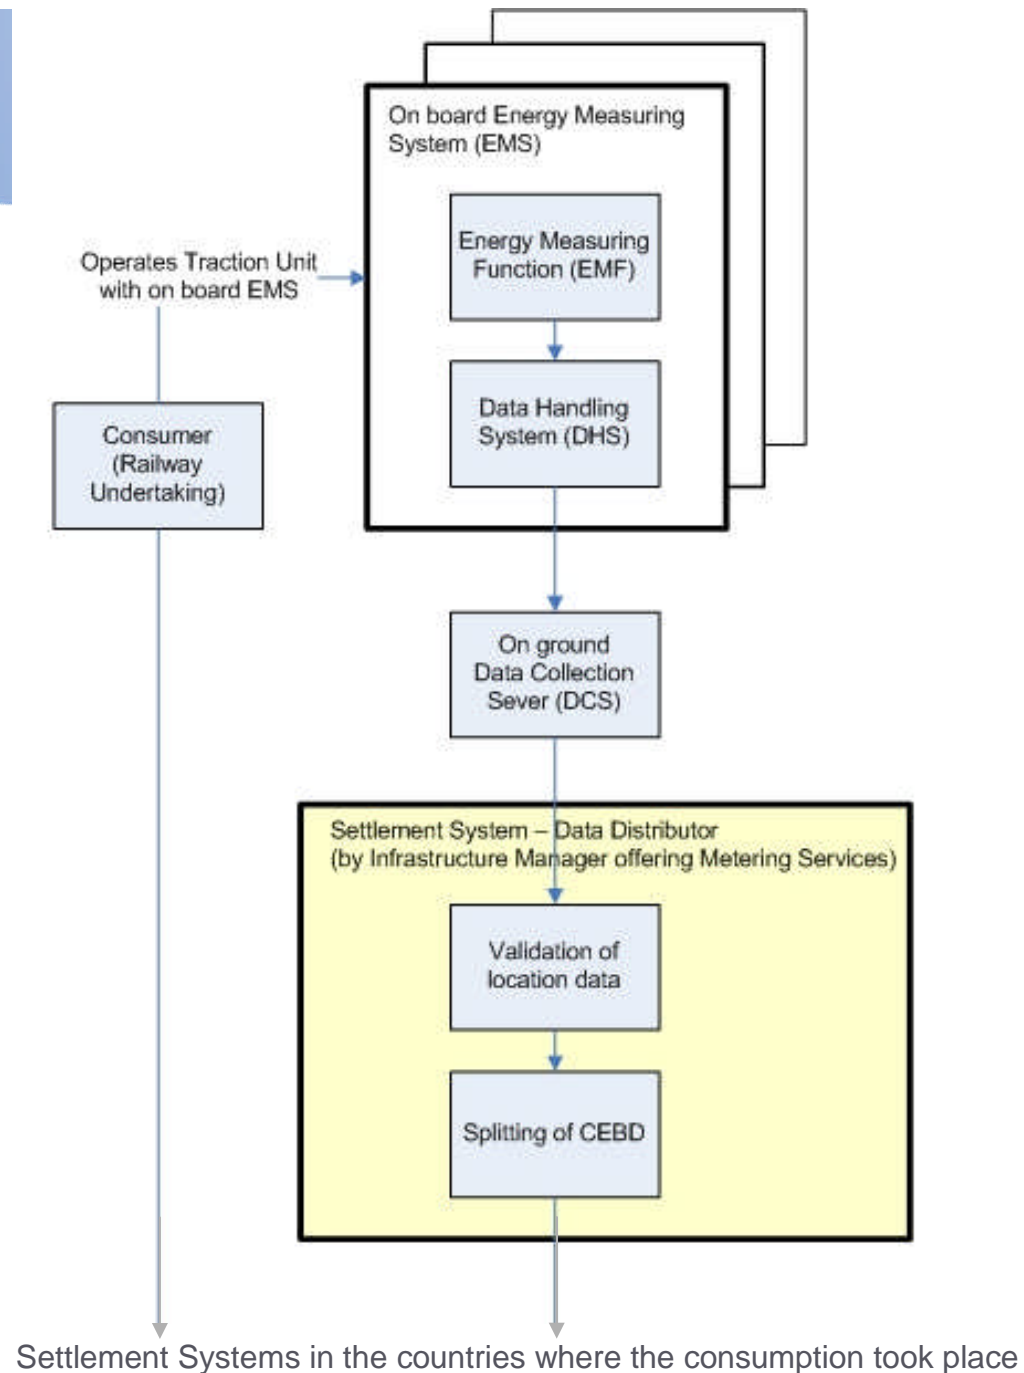 On board Energy Measuring
System (EMS)
Energy Measuring
Function (EMF)
Operates Traction Unit
with on board EMS
Data Handling
System (DHS)
Consumer
(Railway
Undertaking)
On ground
Data Collection
Sever (DCS)
Settlement System – Data Distributor
(by Infrastructure Manager offering Metering Services)
Validation of
location data
Splitting of CEBD
Settlement Systems in the countries where the consumption took place